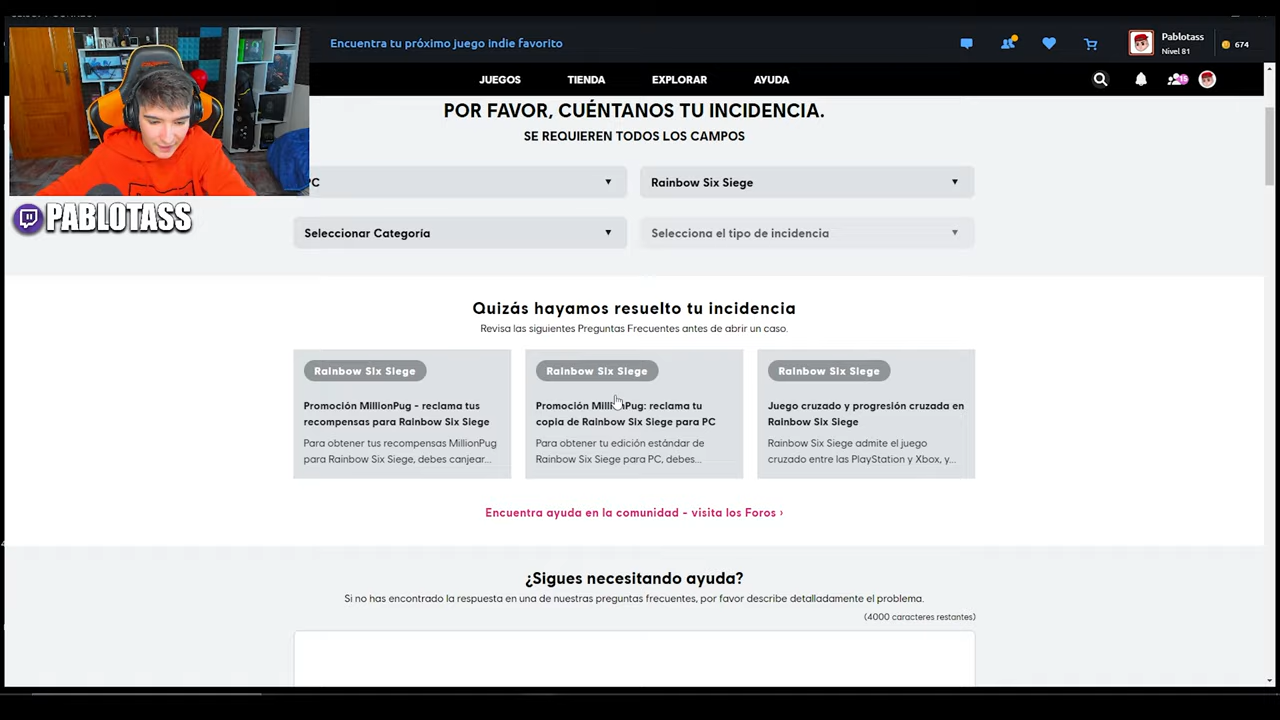 Encuentra tu próximo juego indie favorito
Pablotass
Nivel 81
674
JUEGOS
TIENDA
EXPLORAR
AYUDA
15
POR FAVOR, CUÉNTANOS TU INCIDENCIA.
SE REQUIEREN TODOS LOS CAMPOS
PC
Rainbow Six Siege
PABLOTASS
Seleccionar Categoría
Selecciona el tipo de incidencia
Quizás hayamos resuelto tu incidencia
Revisa las siguientes Preguntas Frecuentes antes de abrir un caso.
Rainbow Six Siege
Promoción MillionPug - reclama tus
recompensas para Rainbow Six Siege
Para obtener tus recompensas MillionPug
para Rainbow Six Siege, debes canjear...
Rainbow Six Siege
Promoción MillionPug: reclama tu
copia de Rainbow Six Siege para PC
Para obtener tu edición estándar de
Rainbow Six Siege para PC, debes...
Rainbow Six Siege
Juego cruzado y progresión cruzada en
Rainbow Six Siege
Rainbow Six Siege admite el juego
cruzado entre las PlayStation y Xbox, y...
Encuentra ayuda en la comunidad - visita los Foros ›
¿Sigues necesitando ayuda?
Si no has encontrado la respuesta en una de nuestras preguntas frecuentes, por favor describe detalladamente el problema.
(4000 caracteres restantes)